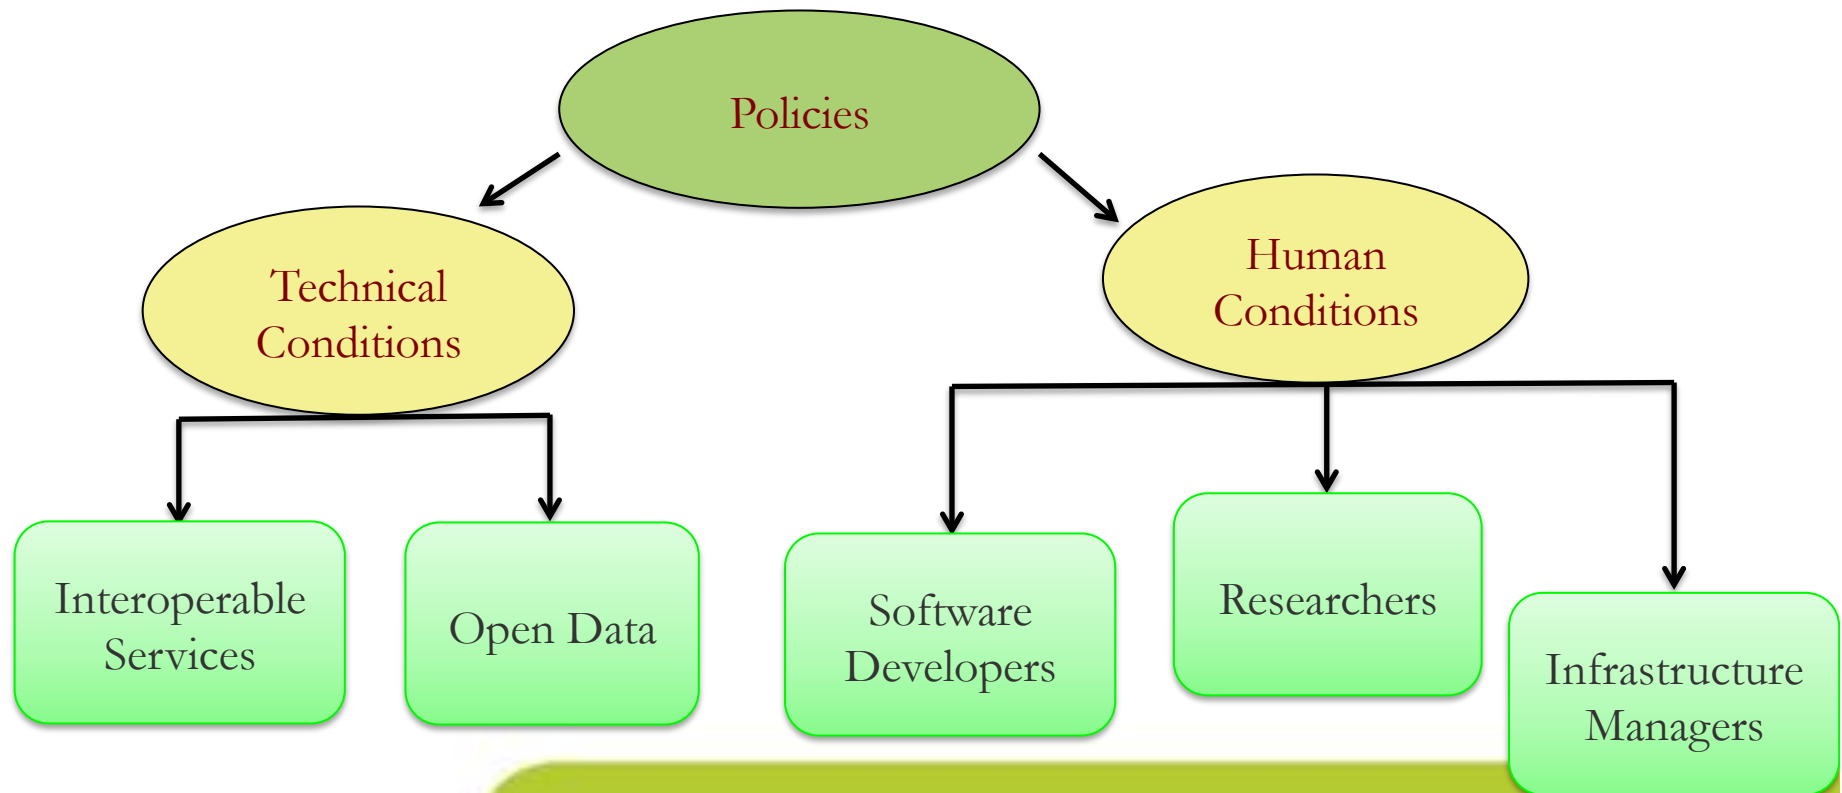 Policies
Technical
Conditions
Human
Conditions
Interoperable
Services
Open Data
Software
Developers
Researchers
Infrastructure
Managers